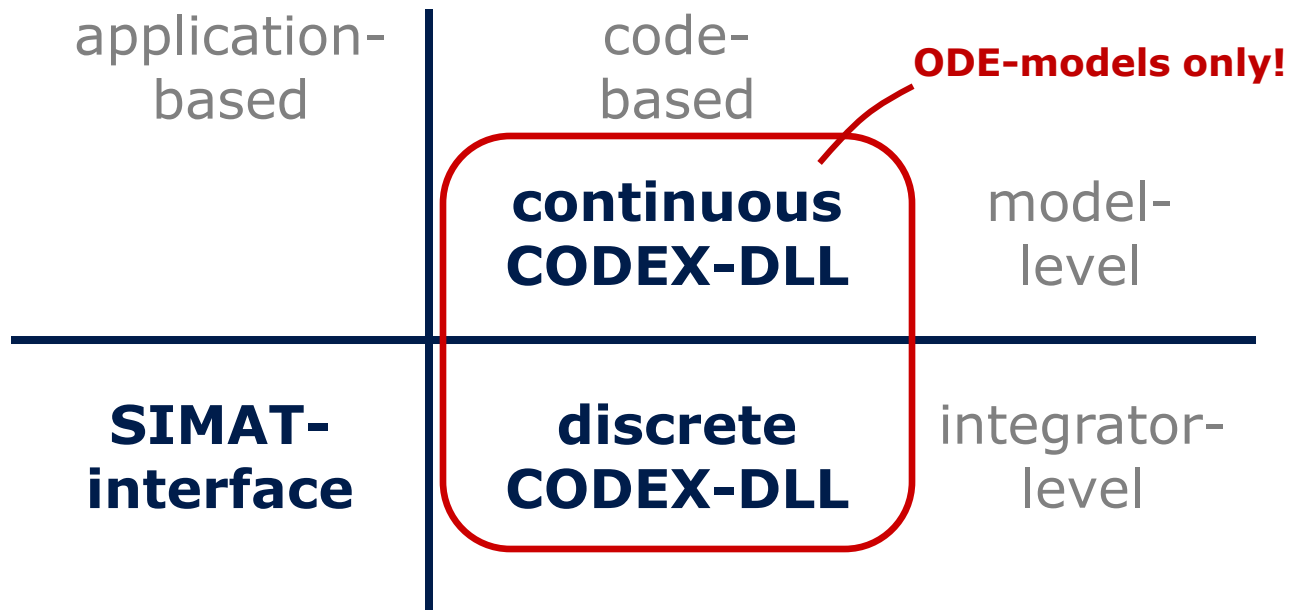 application-
based
code-
based
ODE-models only!
continuous
CODEX-DLL
model-
level
SIMAT-
interface
discrete
CODEX-DLL
integrator-
level